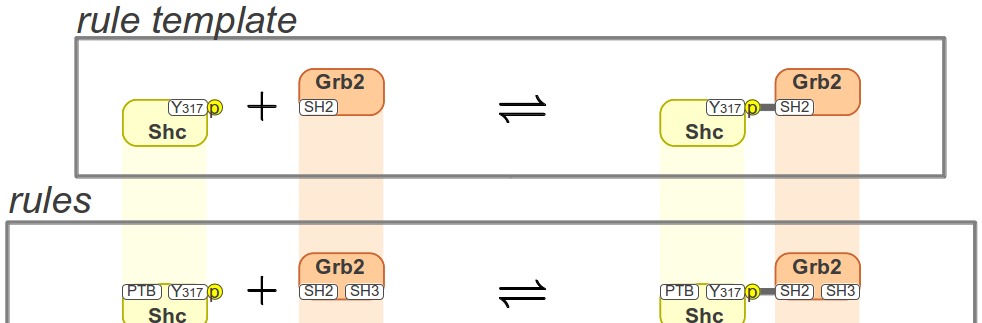 rule template
Grb2 Grb2
Y317 p + SH2 ⇌ Y317 p SH2
Shc Shc
rules
Grb2 Grb2
PTB Y317 p + SH2 SH3 ⇌ PTB Y317 p SH2 SH3
Shc Shc